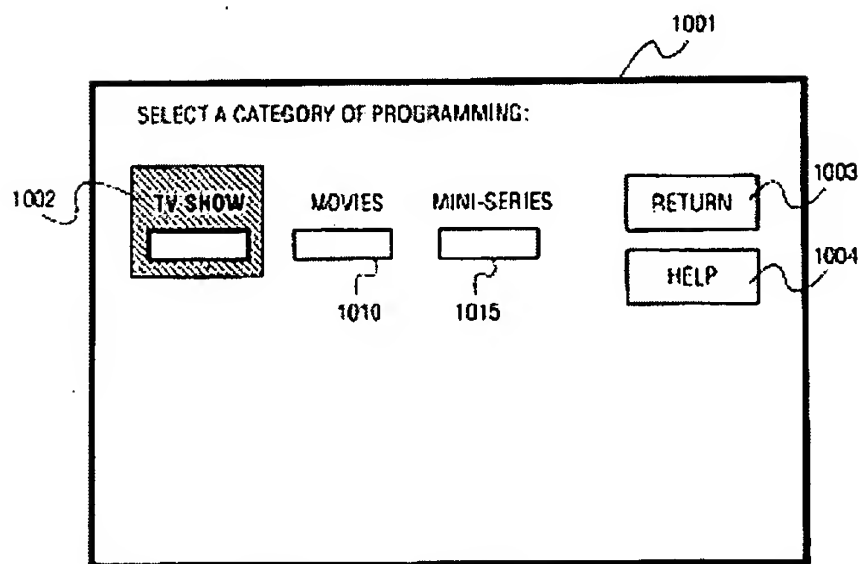 1001
SELECT A CATEGORY OF PROGRAMMING:
1002
TV SHOW
MOVIES
MINI-SERIES
RETURN
1003
HELP
1004
1010
1015